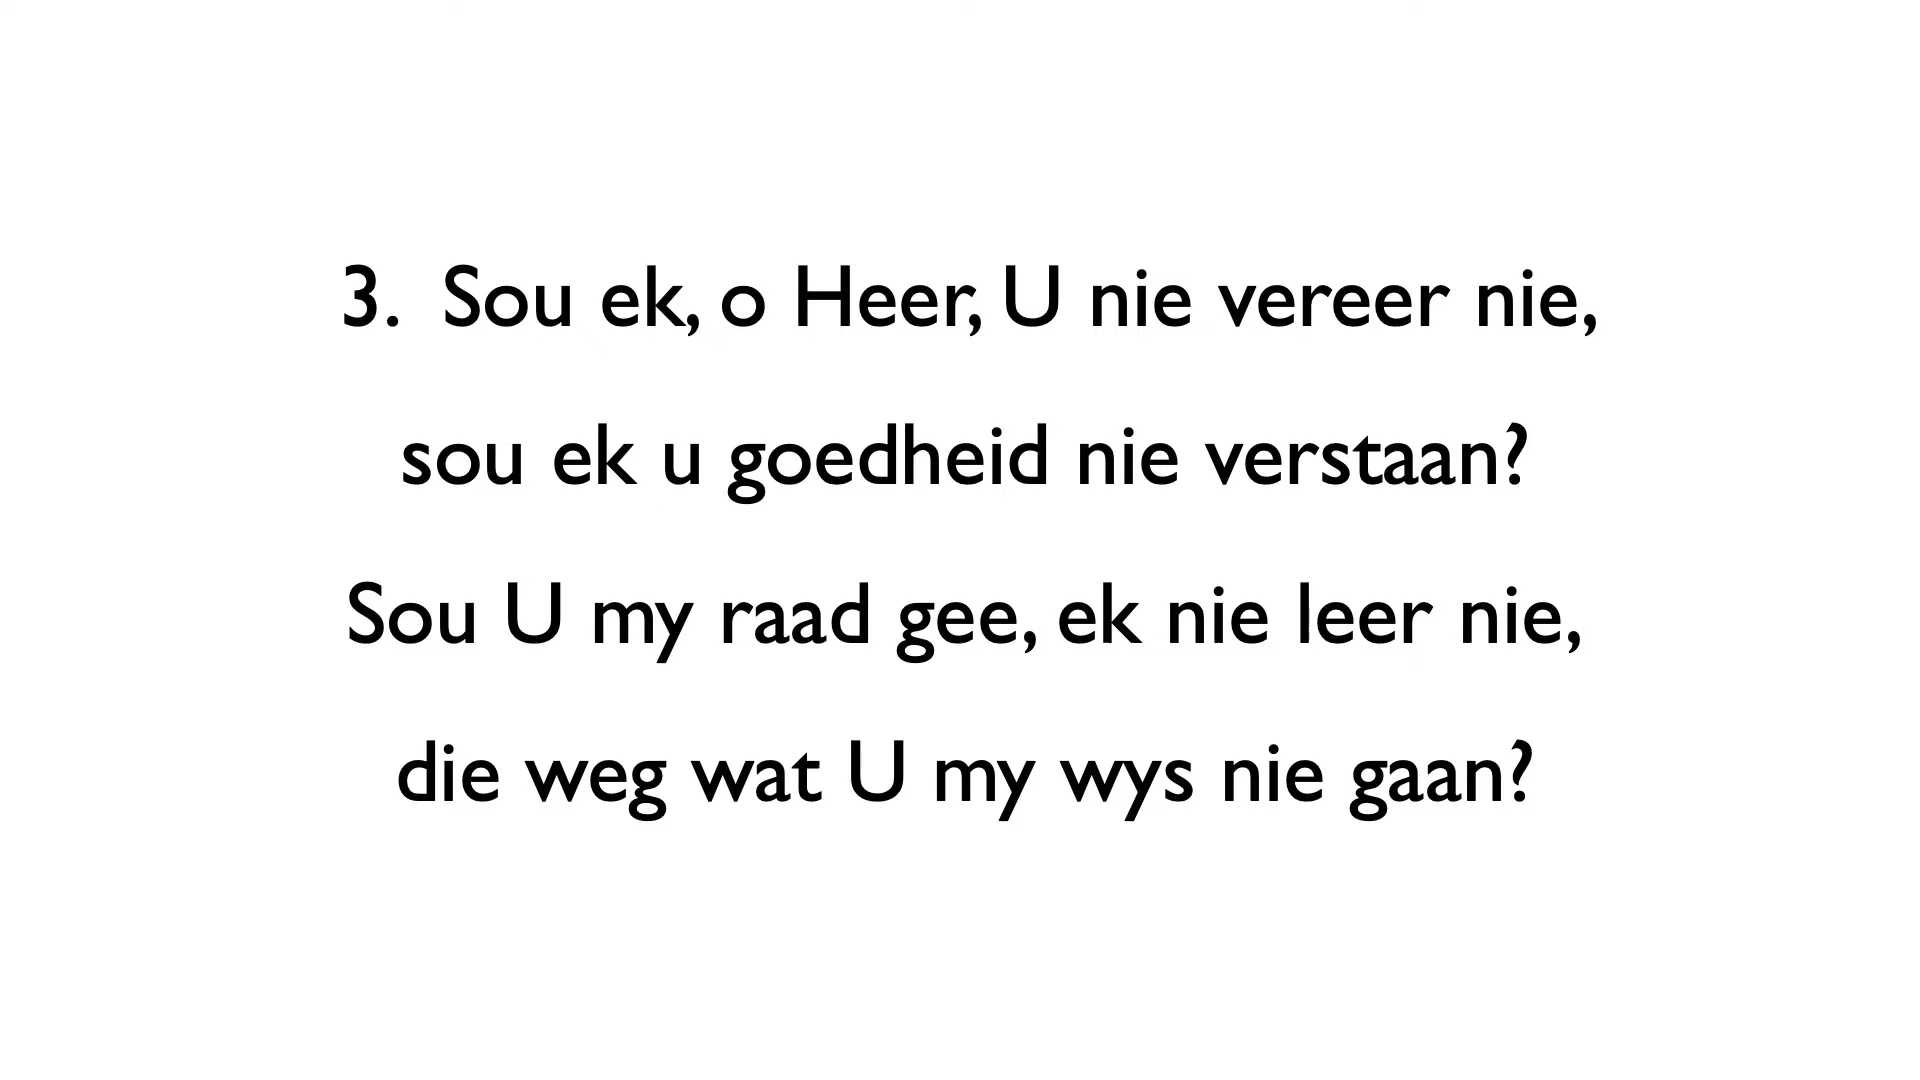 3. Sou ek, o Heer, U nie vereer nie,
sou ek u goedheid nie verstaan?
Sou U my raad gee, ek nie leer nie,
die weg wat U my wys nie gaan?